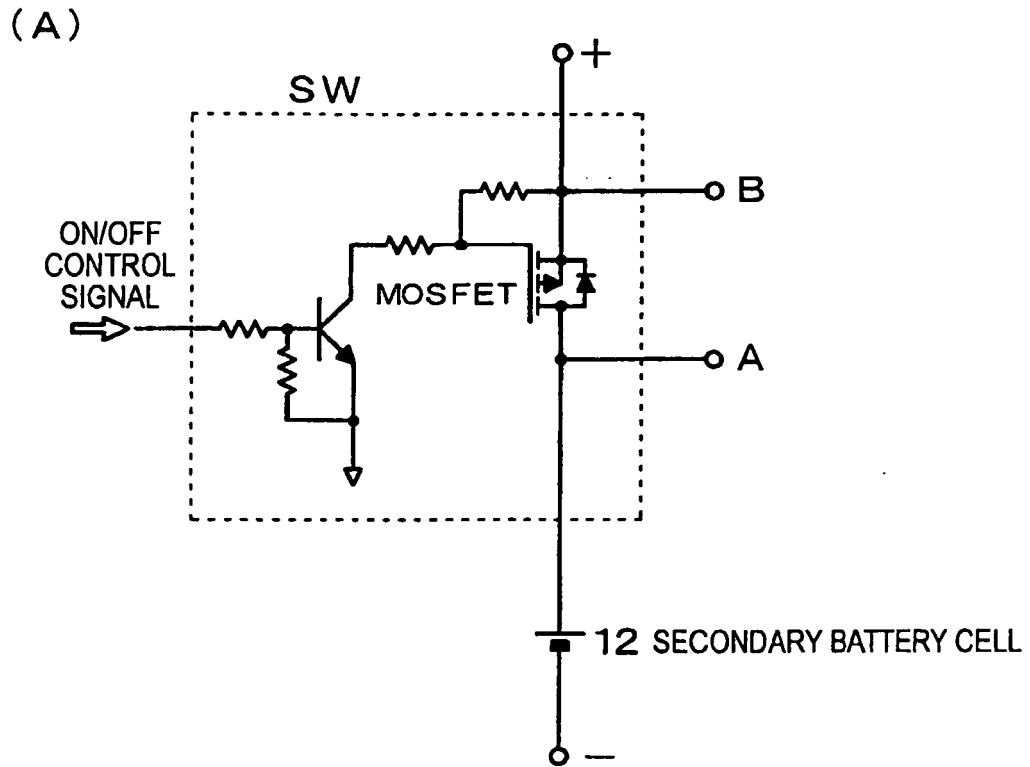 (A)
+
SW
B
ON/OFF
CONTROL
SIGNAL
MOSFET
A
12 SECONDARY BATTERY CELL
−